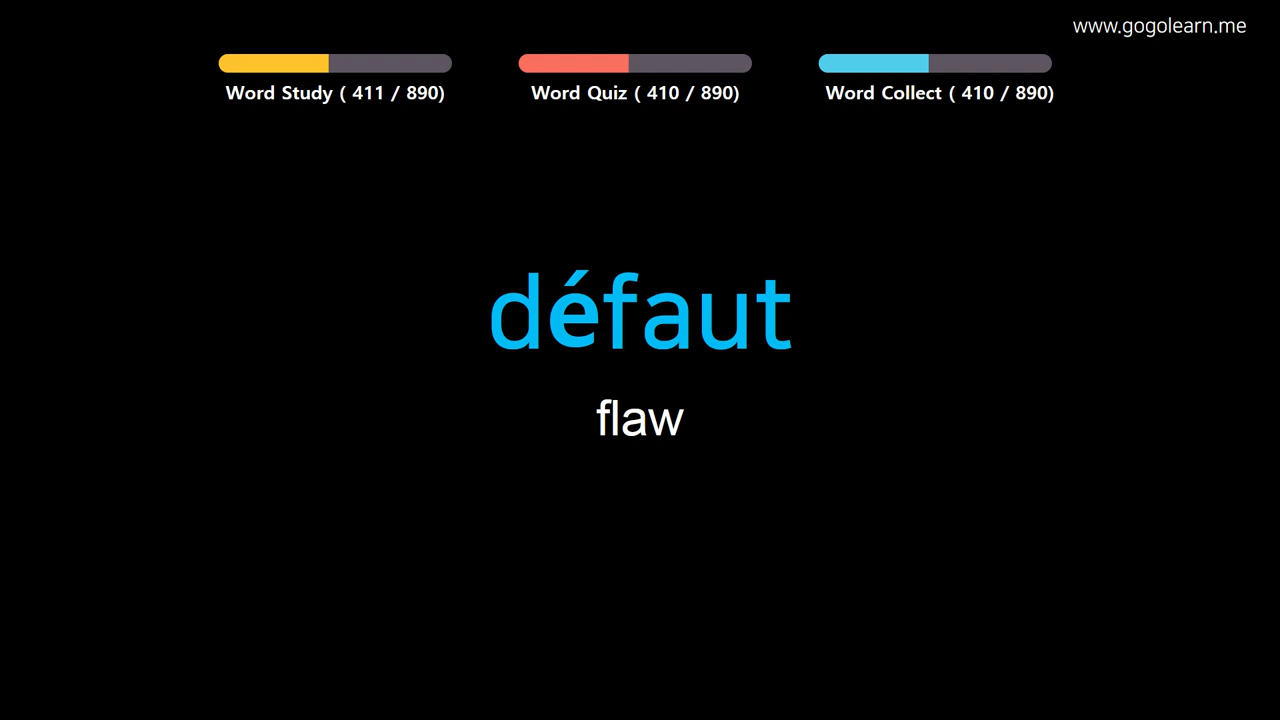 www.gogolearn.me
Word Study ( 411 / 890)
Word Quiz ( 410 / 890)
Word Collect ( 410 / 890)
défaut
flaw